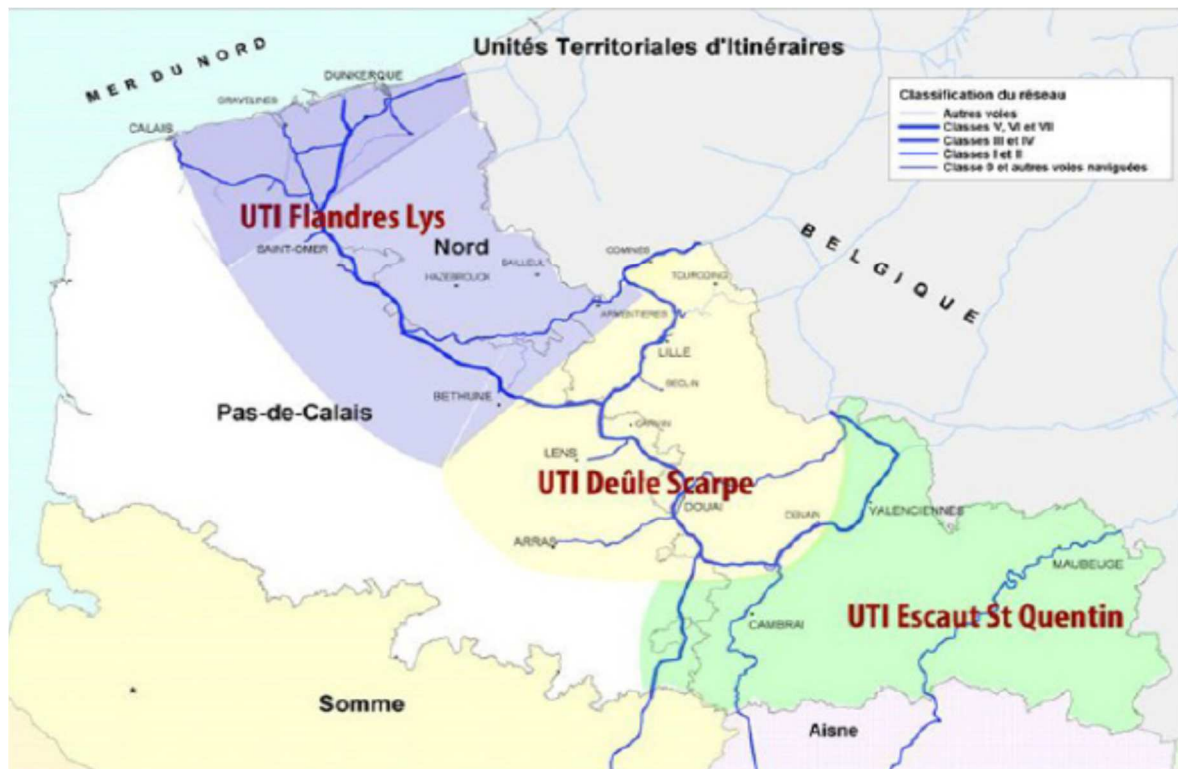 Unités Territoriales d'Itinéraires
MER DU NORD
DUNKERQUE
GRAVELINES
CALAIS
Classification du réseau
Autres voies
Classes V, VI et VII
Classes III et IV
Classes I et II
Classe 0 et autres voies naviguées
UTI Flandres Lys
SAINT-OMER
Nord
BAILLEUL
HAZEBROUCK
COMINES
TOURCOING
BELGIQUE
ARMENTIERES
LILLE
SECLIN
BETHUNE
Pas-de-Calais
CARVIN
LENS
UTI Deûle Scarpe
DOUAI
DENAIN
VALENCIENNES
ARRAS
MAUBEUGE
CAMBRAI
UTI Escaut St Quentin
Somme
Aisne